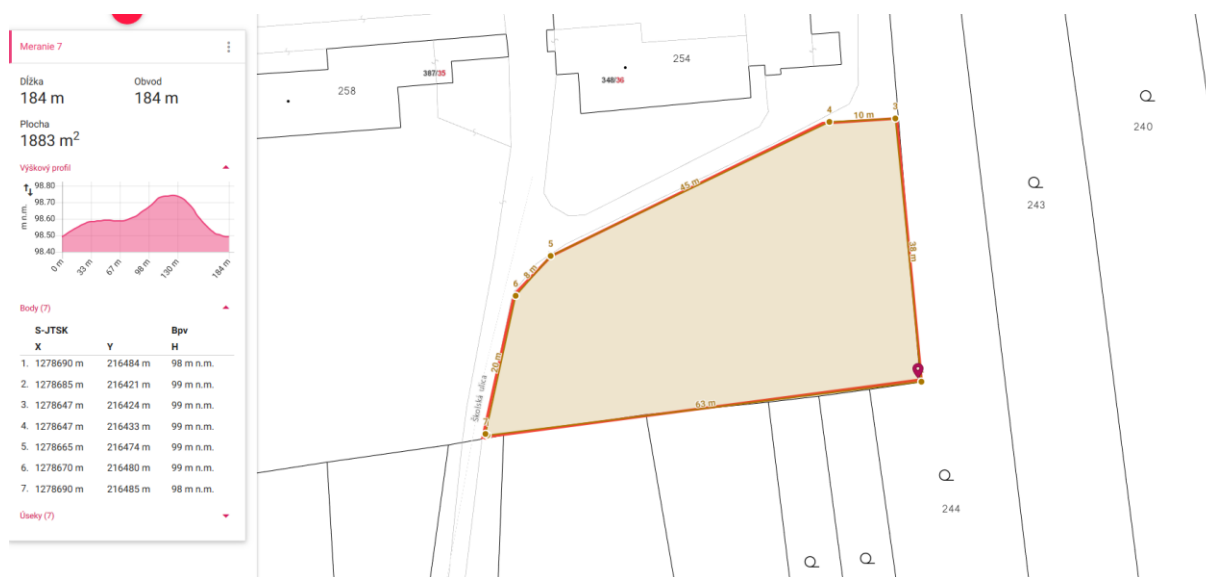 Meranie 7
Dĺžka Obvod
184 m 184 m
Plocha
1883 m²
Výškový profil
m n.m.
98.80
98.70
98.60
98.50
98.40
0 m 33 m 67 m 98 m 130 m 184 m
Body (7)
S-JTSK Bpv
X Y H
1. 1278690 m 216484 m 98 m n.m.
2. 1278685 m 216421 m 99 m n.m.
3. 1278647 m 216424 m 99 m n.m.
4. 1278647 m 216433 m 99 m n.m.
5. 1278665 m 216474 m 99 m n.m.
6. 1278670 m 216480 m 99 m n.m.
7. 1278690 m 216485 m 98 m n.m.
Úseky (7)
258
387/35
348/36
254
4
10 m
3
240
45 m
243
5
38 m
8 m
6
20 m
Školská ulica
63 m
244